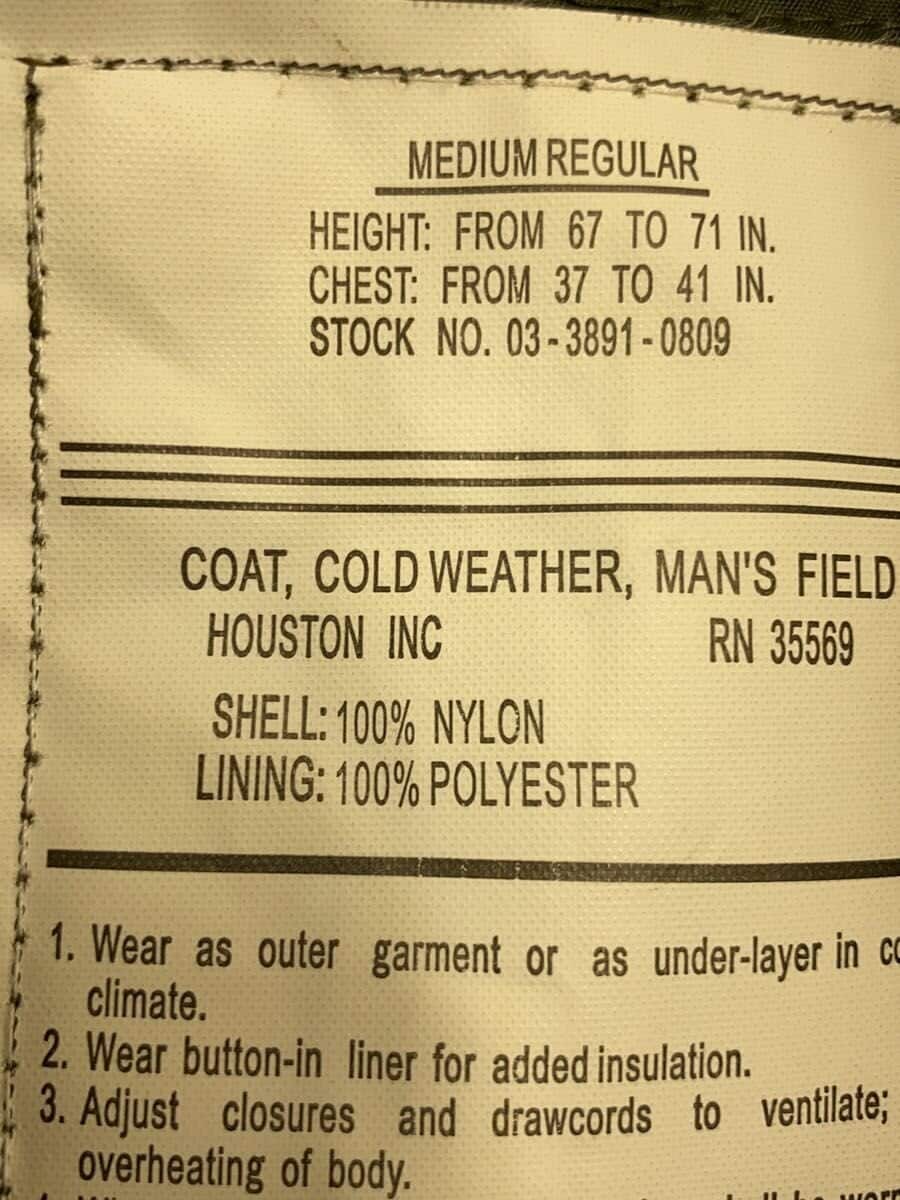 MEDIUM REGULAR
HEIGHT: FROM 67 TO 71 IN.
CHEST: FROM 37 TO 41 IN.
STOCK NO. 03-3891-0809
COAT, COLD WEATHER, MAN'S FIELD
HOUSTON INC RN 35569
SHELL: 100% NYLON
LINING: 100% POLYESTER
1. Wear as outer garment or as under-layer in
climate.
2. Wear button-in liner for added insulation.
3. Adjust closures and drawcords to ventilate;
overheating of body.